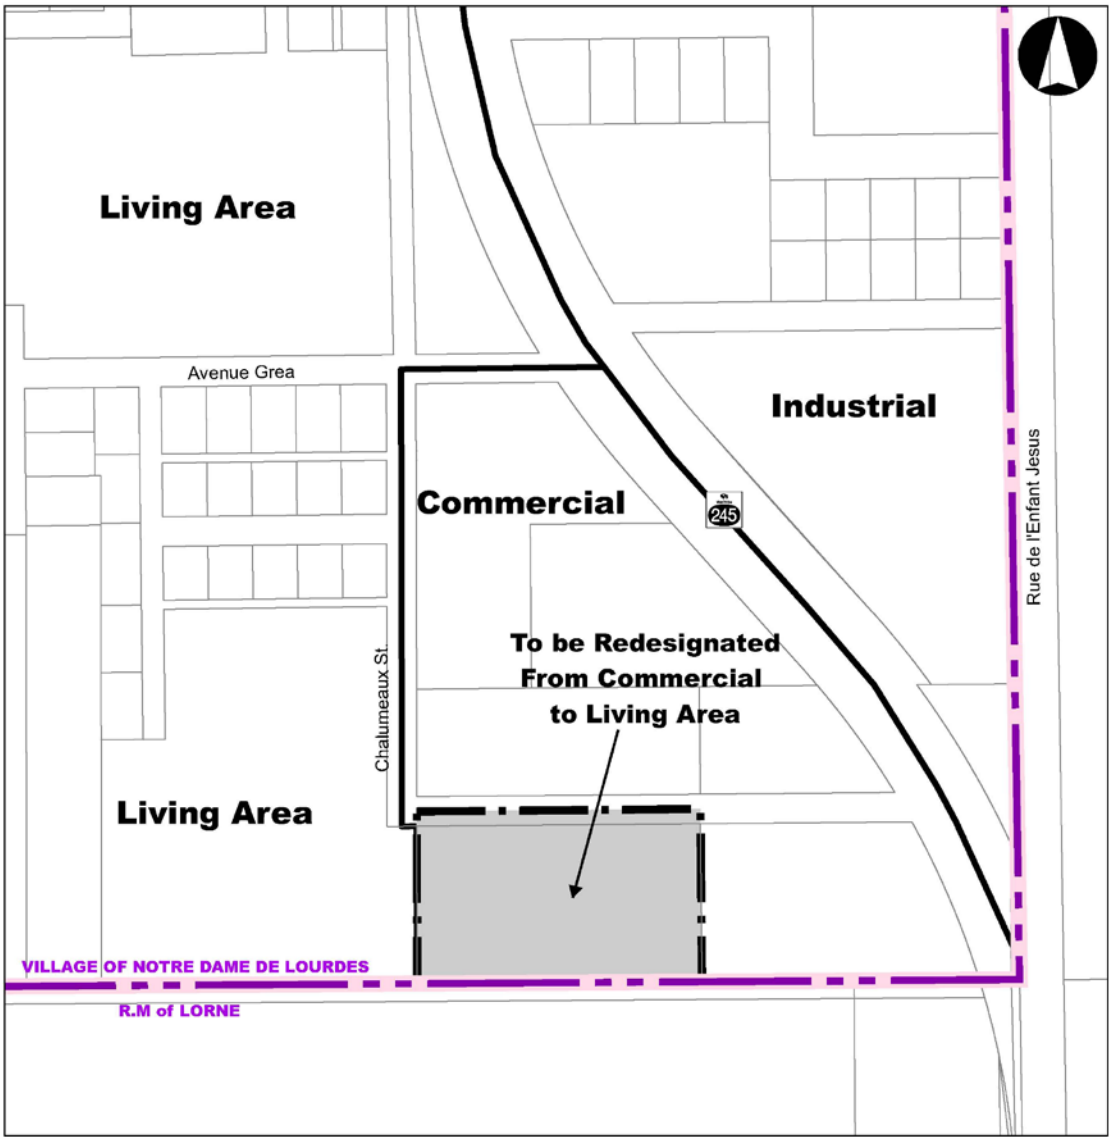 Living Area
Avenue Grea
Industrial
Commercial
245
Rue de l'Enfant Jesus
To be Redesignated
From Commercial
to Living Area
Chalumeaux St.
Living Area
VILLAGE OF NOTRE DAME DE LOURDES
R.M of LORNE